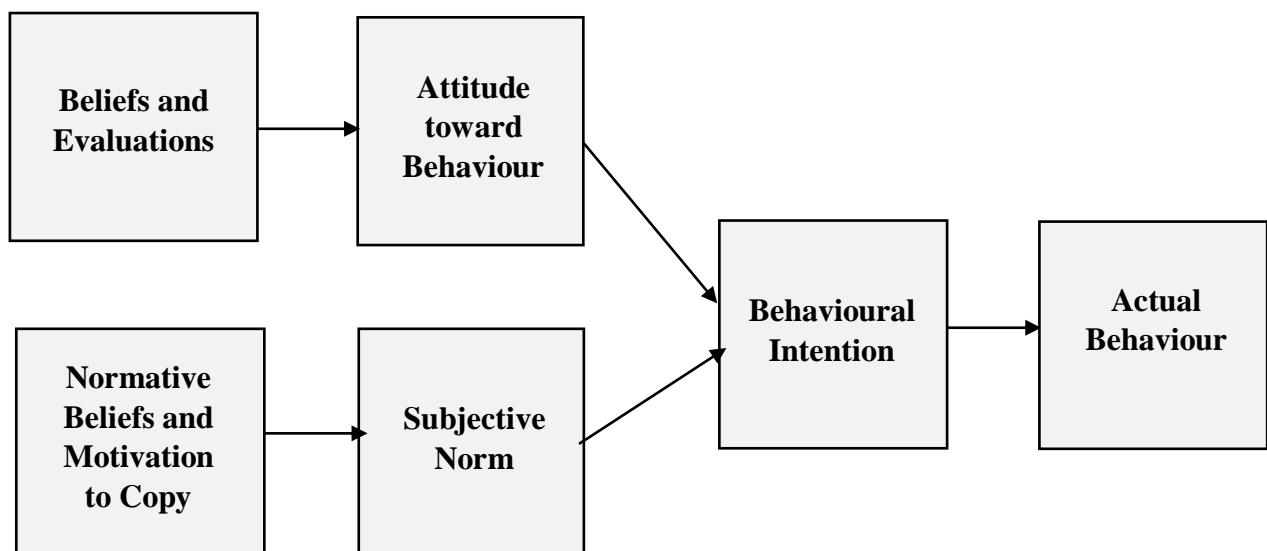 Beliefs and
Evaluations
Attitude
toward
Behaviour
Behavioural
Intention
Actual
Behaviour
Normative
Beliefs and
Motivation
to Copy
Subjective
Norm